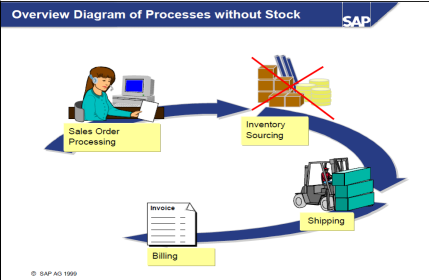 Overview Diagram of Processes without Stock
SAP
Sales Order
Processing
Inventory
Sourcing
Shipping
Invoice
Billing
© SAP AG 1999